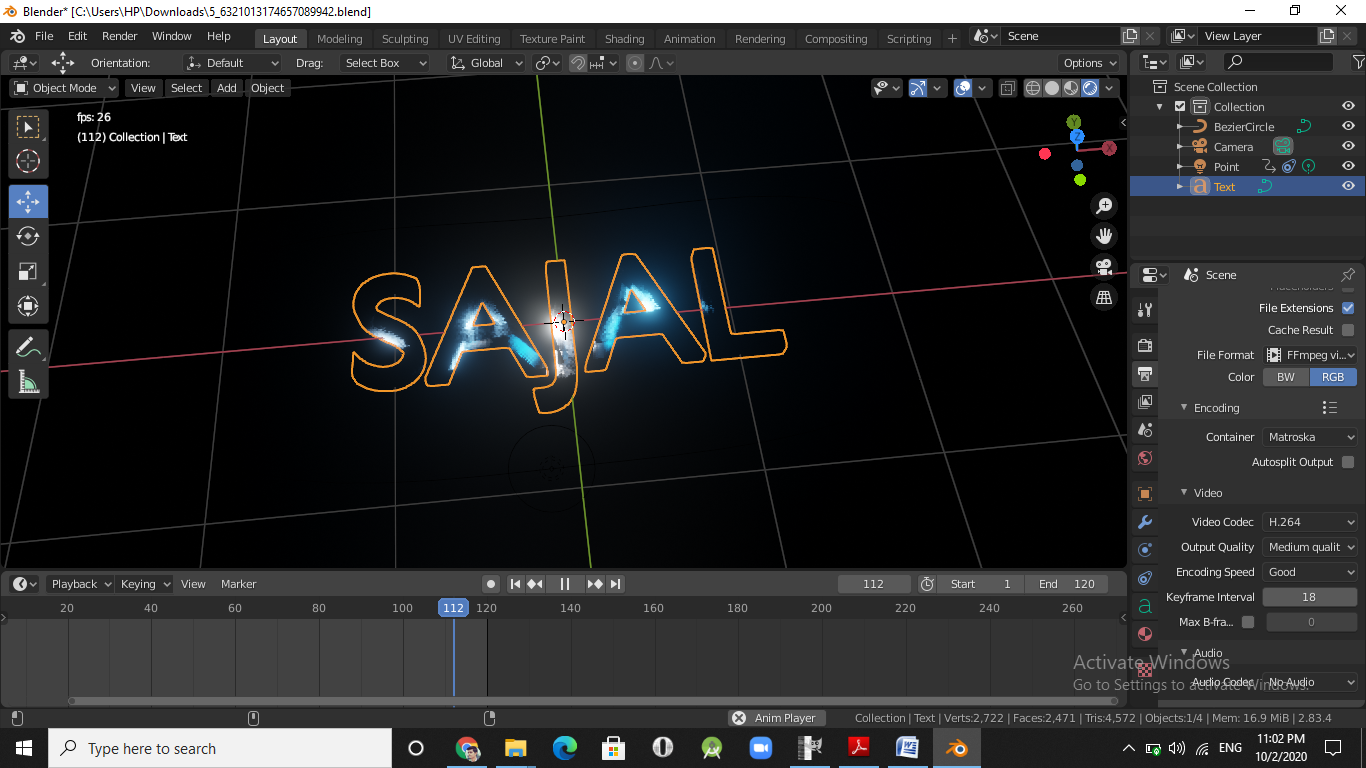 Blender* [C:\Users\HP\Downloads\5_6321013174657089942.blend]
File Edit Render Window Help Layout Modeling Sculpting UV Editing Texture Paint Shading Animation Rendering Compositing Scripting Scene View Layer
Orientation: Default Drag: Select Box Global Options
Object Mode View Select Add Object
fps: 26
(112) Collection | Text
Y
Z
X
SAJAL
Scene Collection
Collection
BezierCircle
Camera
Point
Text
Scene
Placeholders
File Extensions
Cache Result
File Format FFmpeg vi...
Color BW RGB
Encoding
Container Matroska
Autosplit Output
Video
Video Codec H.264
Output Quality Medium qualit
Encoding Speed Good
Keyframe Interval 18
Max B-fra... 0
Audio
Audio Codec No Audio
Activate Windows
Go to Settings to activate Windows.
Playback Keying View Marker 112 Start 1 End 120
20 40 60 80 100 112 120 140 160 180 200 220 240 260
Anim Player Collection | Text | Verts:2,722 | Faces:2,471 | Tris:4,572 | Objects:1/4 | Mem: 16.9 MiB | 2.83.4
Type here to search
ENG
11:02 PM
10/2/2020